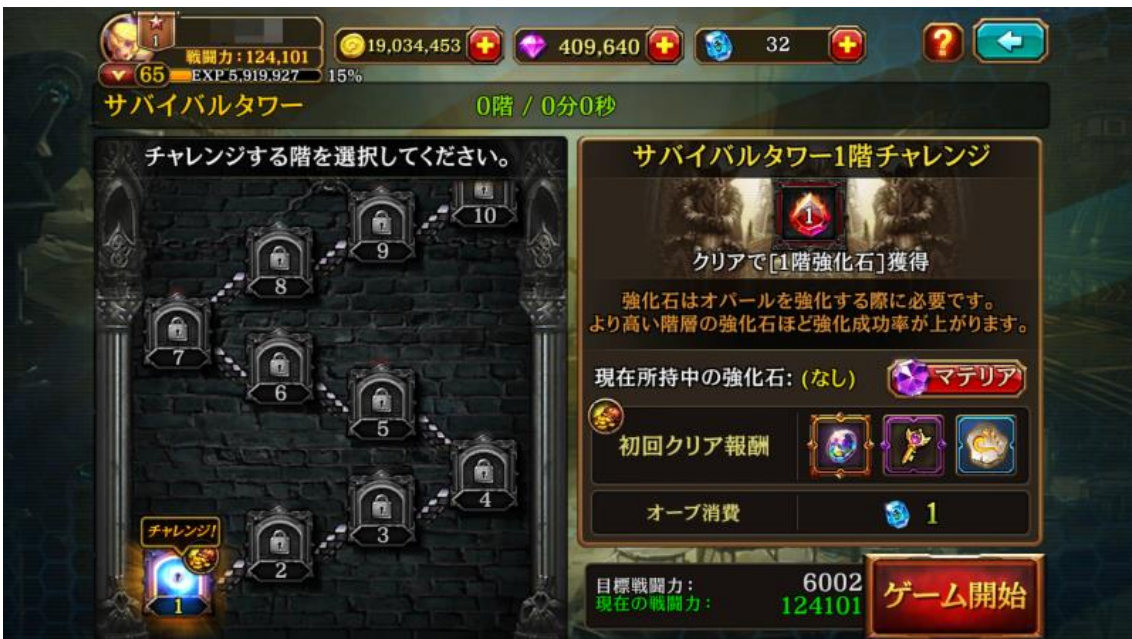 1
戦闘力：124,101
19,034,453
409,640
32
?
65
EXP 5,919,927
15%
サバイバルタワー
0階 / 0分0秒
チャレンジする階を選択してください。
10
9
8
7
6
5
4
3
2
チャレンジ!
1
サバイバルタワー1階チャレンジ
1
クリアで[1階強化石]獲得
強化石はオパールを強化する際に必要です。
より高い階層の強化石ほど強化成功率が上がります。
現在所持中の強化石: (なし)
マテリア
初回クリア報酬
オーブ消費
1
目標戦闘力： 6002
現在の戦闘力： 124101
ゲーム開始